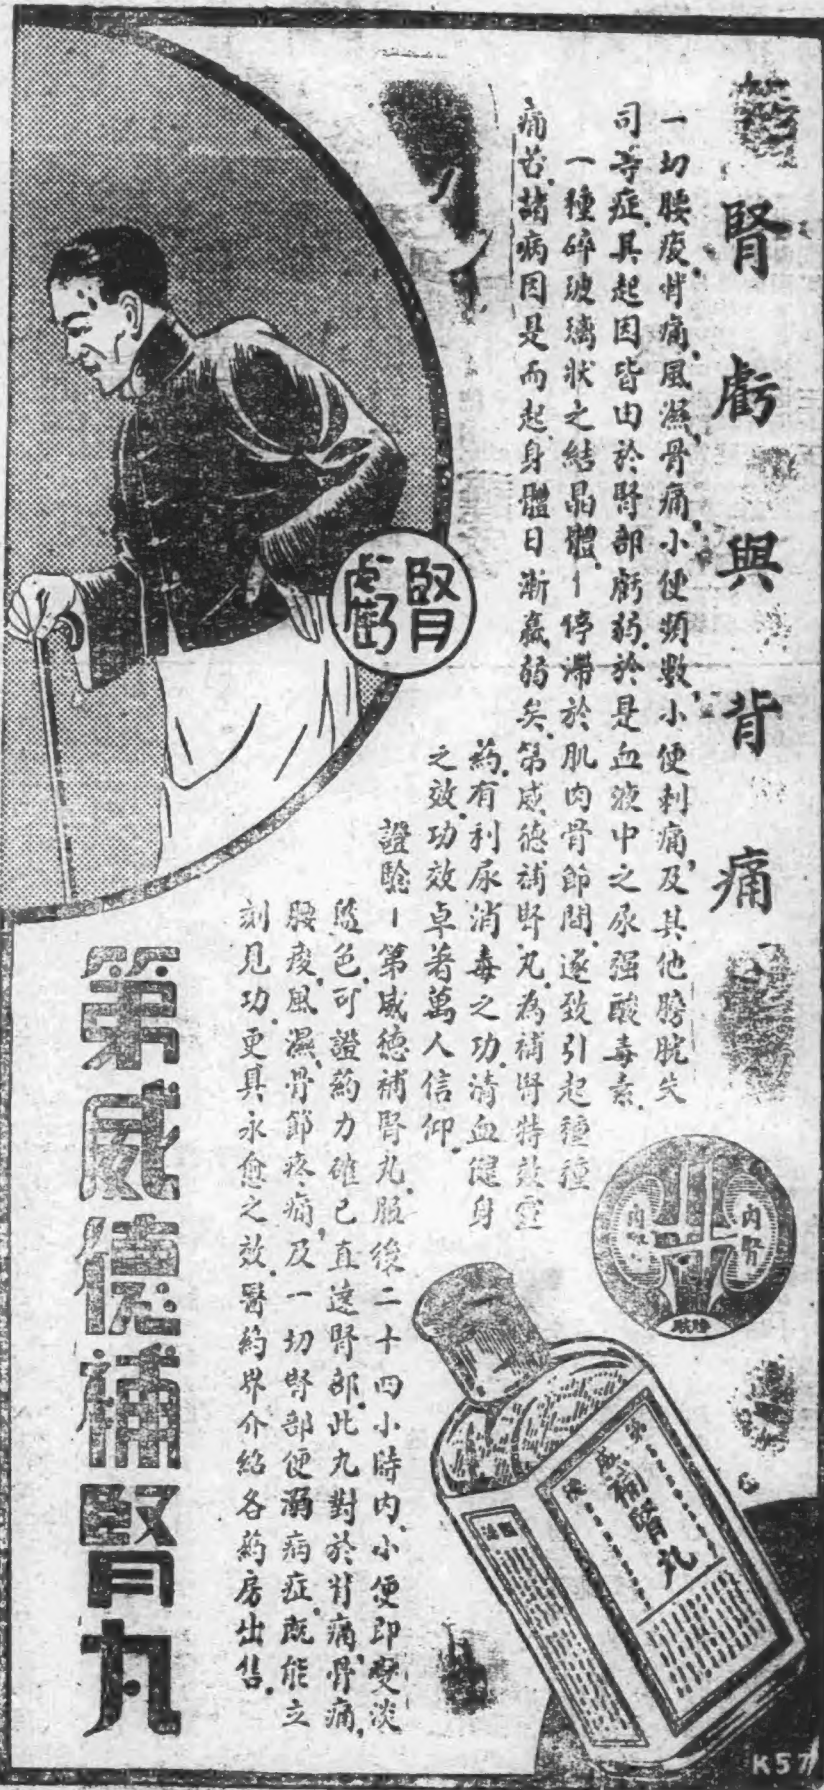 腎虧與背痛
一切腰痠背痛、風濕骨痛、小便頻數、小便刺痛、及其他膀胱失
司等症、其起因皆由於腎部虧弱、於是血液中之尿强酸毒素、
一種碎玻璃狀之結晶體、—停滯於肌肉骨節間、遂致引起種種
痛苦、諸病因是而起、身體日漸羸弱矣、第威德補腎丸、為補腎特效靈
藥、有利尿消毒之功、清血健身
之效、功效卓著、萬人信仰、
證驗—第威德補腎丸、服後二十四小時內、小便即變淡
藍色、可證藥力確已直達腎部、此丸對於背痛、骨痛、
腰痠、風濕、骨節疼痛、及一切腎部便溺病症、既能立
刻見功、更具永愈之效、醫藥界介紹各藥房出售、
腎虧
第威德補腎丸
內腎
內腎
膀胱
第威德
補腎丸
K57